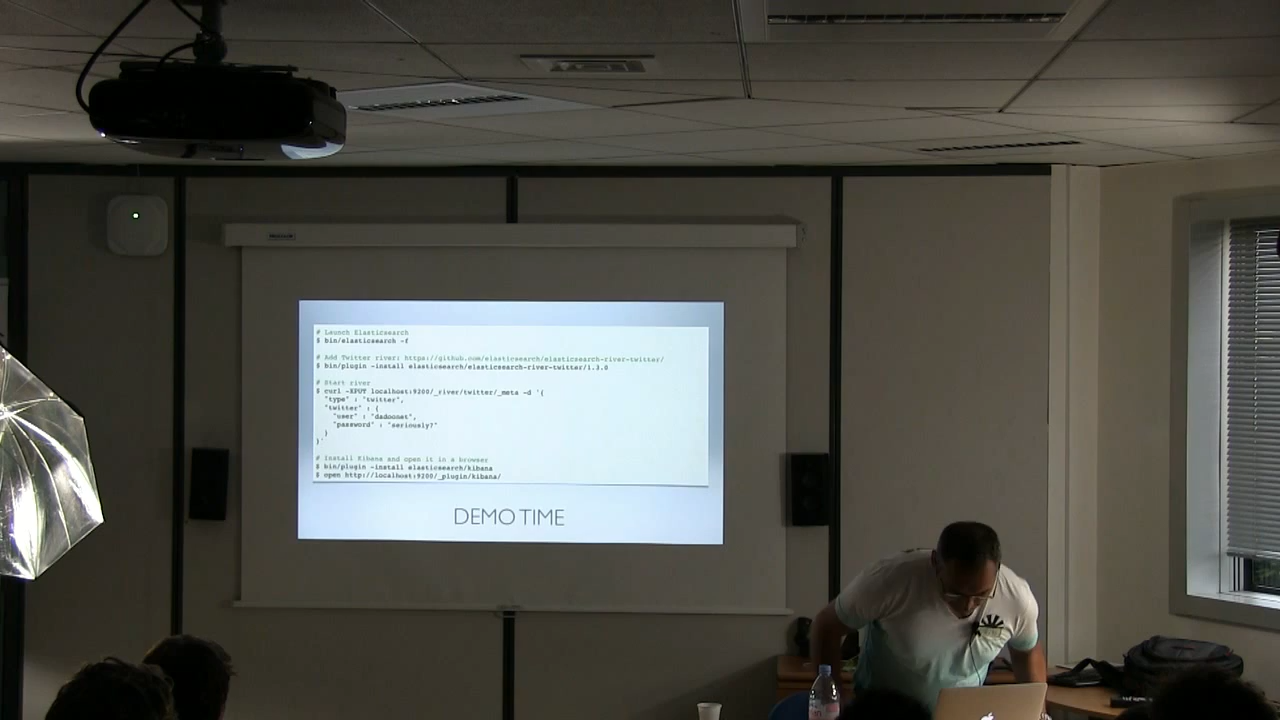 # Launch Elasticsearch
$ bin/elasticsearch -f
# Add Twitter river: https://github.com/elasticsearch/elasticsearch-river-twitter/
$ bin/plugin -install elasticsearch/elasticsearch-river-twitter/1.3.0
# Start river
$ curl -XPUT localhost:9200/_river/twitter/_meta -d '{
"type" : "twitter",
"twitter" : {
"user" : "dadoonet",
"password" : "seriously?"
}
}'
# Install Kibana and open it in a browser
$ bin/plugin -install elasticsearch/kibana
$ open http://localhost:9200/_plugin/kibana/
DEMO TIME